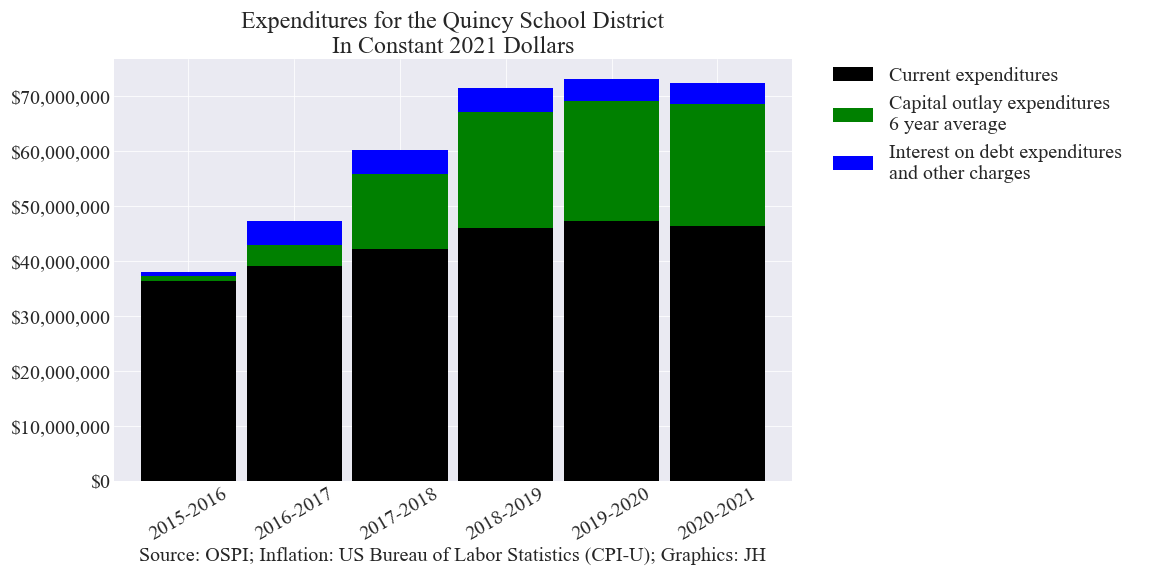 Expenditures for the Quincy School District
In Constant 2021 Dollars
Current expenditures
Capital outlay expenditures
6 year average
Interest on debt expenditures
and other charges
$70,000,000
$60,000,000
$50,000,000
$40,000,000
$30,000,000
$20,000,000
$10,000,000
$0
2015-2016
2016-2017
2017-2018
2018-2019
2019-2020
2020-2021
Source: OSPI; Inflation: US Bureau of Labor Statistics (CPI-U); Graphics: JH